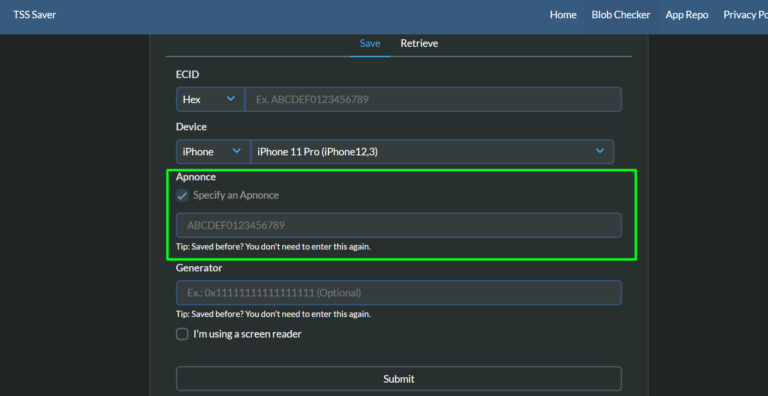 TSS Saver Home Blob Checker App Repo Privacy Po
Save Retrieve
ECID
Hex Ex. ABCDEF0123456789
Device
iPhone iPhone 11 Pro (iPhone12,3)
Apnonce
Specify an Apnonce
ABCDEF0123456789
Tip: Saved before? You don't need to enter this again.
Generator
Ex.: 0x1111111111111111 (Optional)
Tip: Saved before? You don't need to enter this again.
I'm using a screen reader
Submit